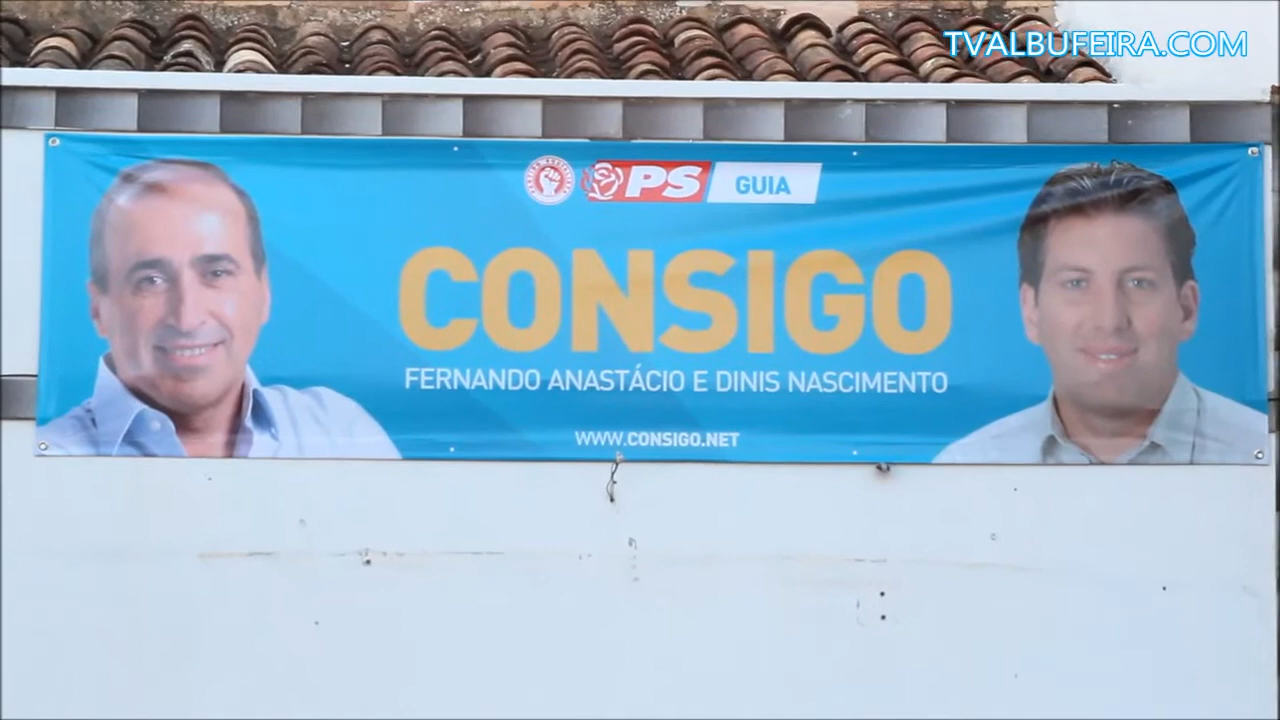 TVALBUFEIRA.COM
PS GUIA
CONSIGO
FERNANDO ANASTÁCIO E DINIS NASCIMENTO
WWW.CONSIGO.NET